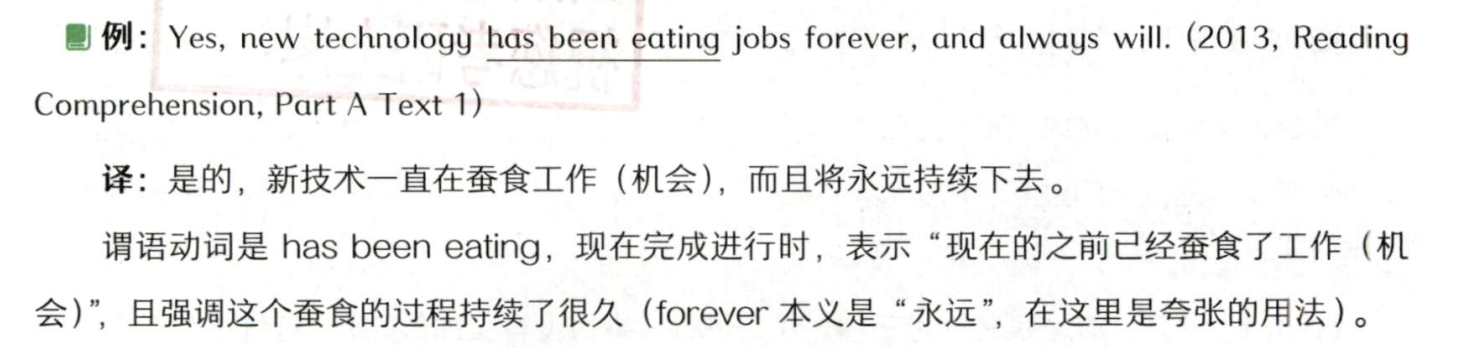 例：Yes, new technology has been eating jobs forever, and always will. (2013, Reading
Comprehension, Part A Text 1)
译：是的，新技术一直在蚕食工作（机会），而且将永远持续下去。
谓语动词是 has been eating，现在完成进行时，表示“现在的之前已经蚕食了工作（机
会）”，且强调这个蚕食的过程持续了很久（forever 本义是“永远”，在这里是夸张的用法）。